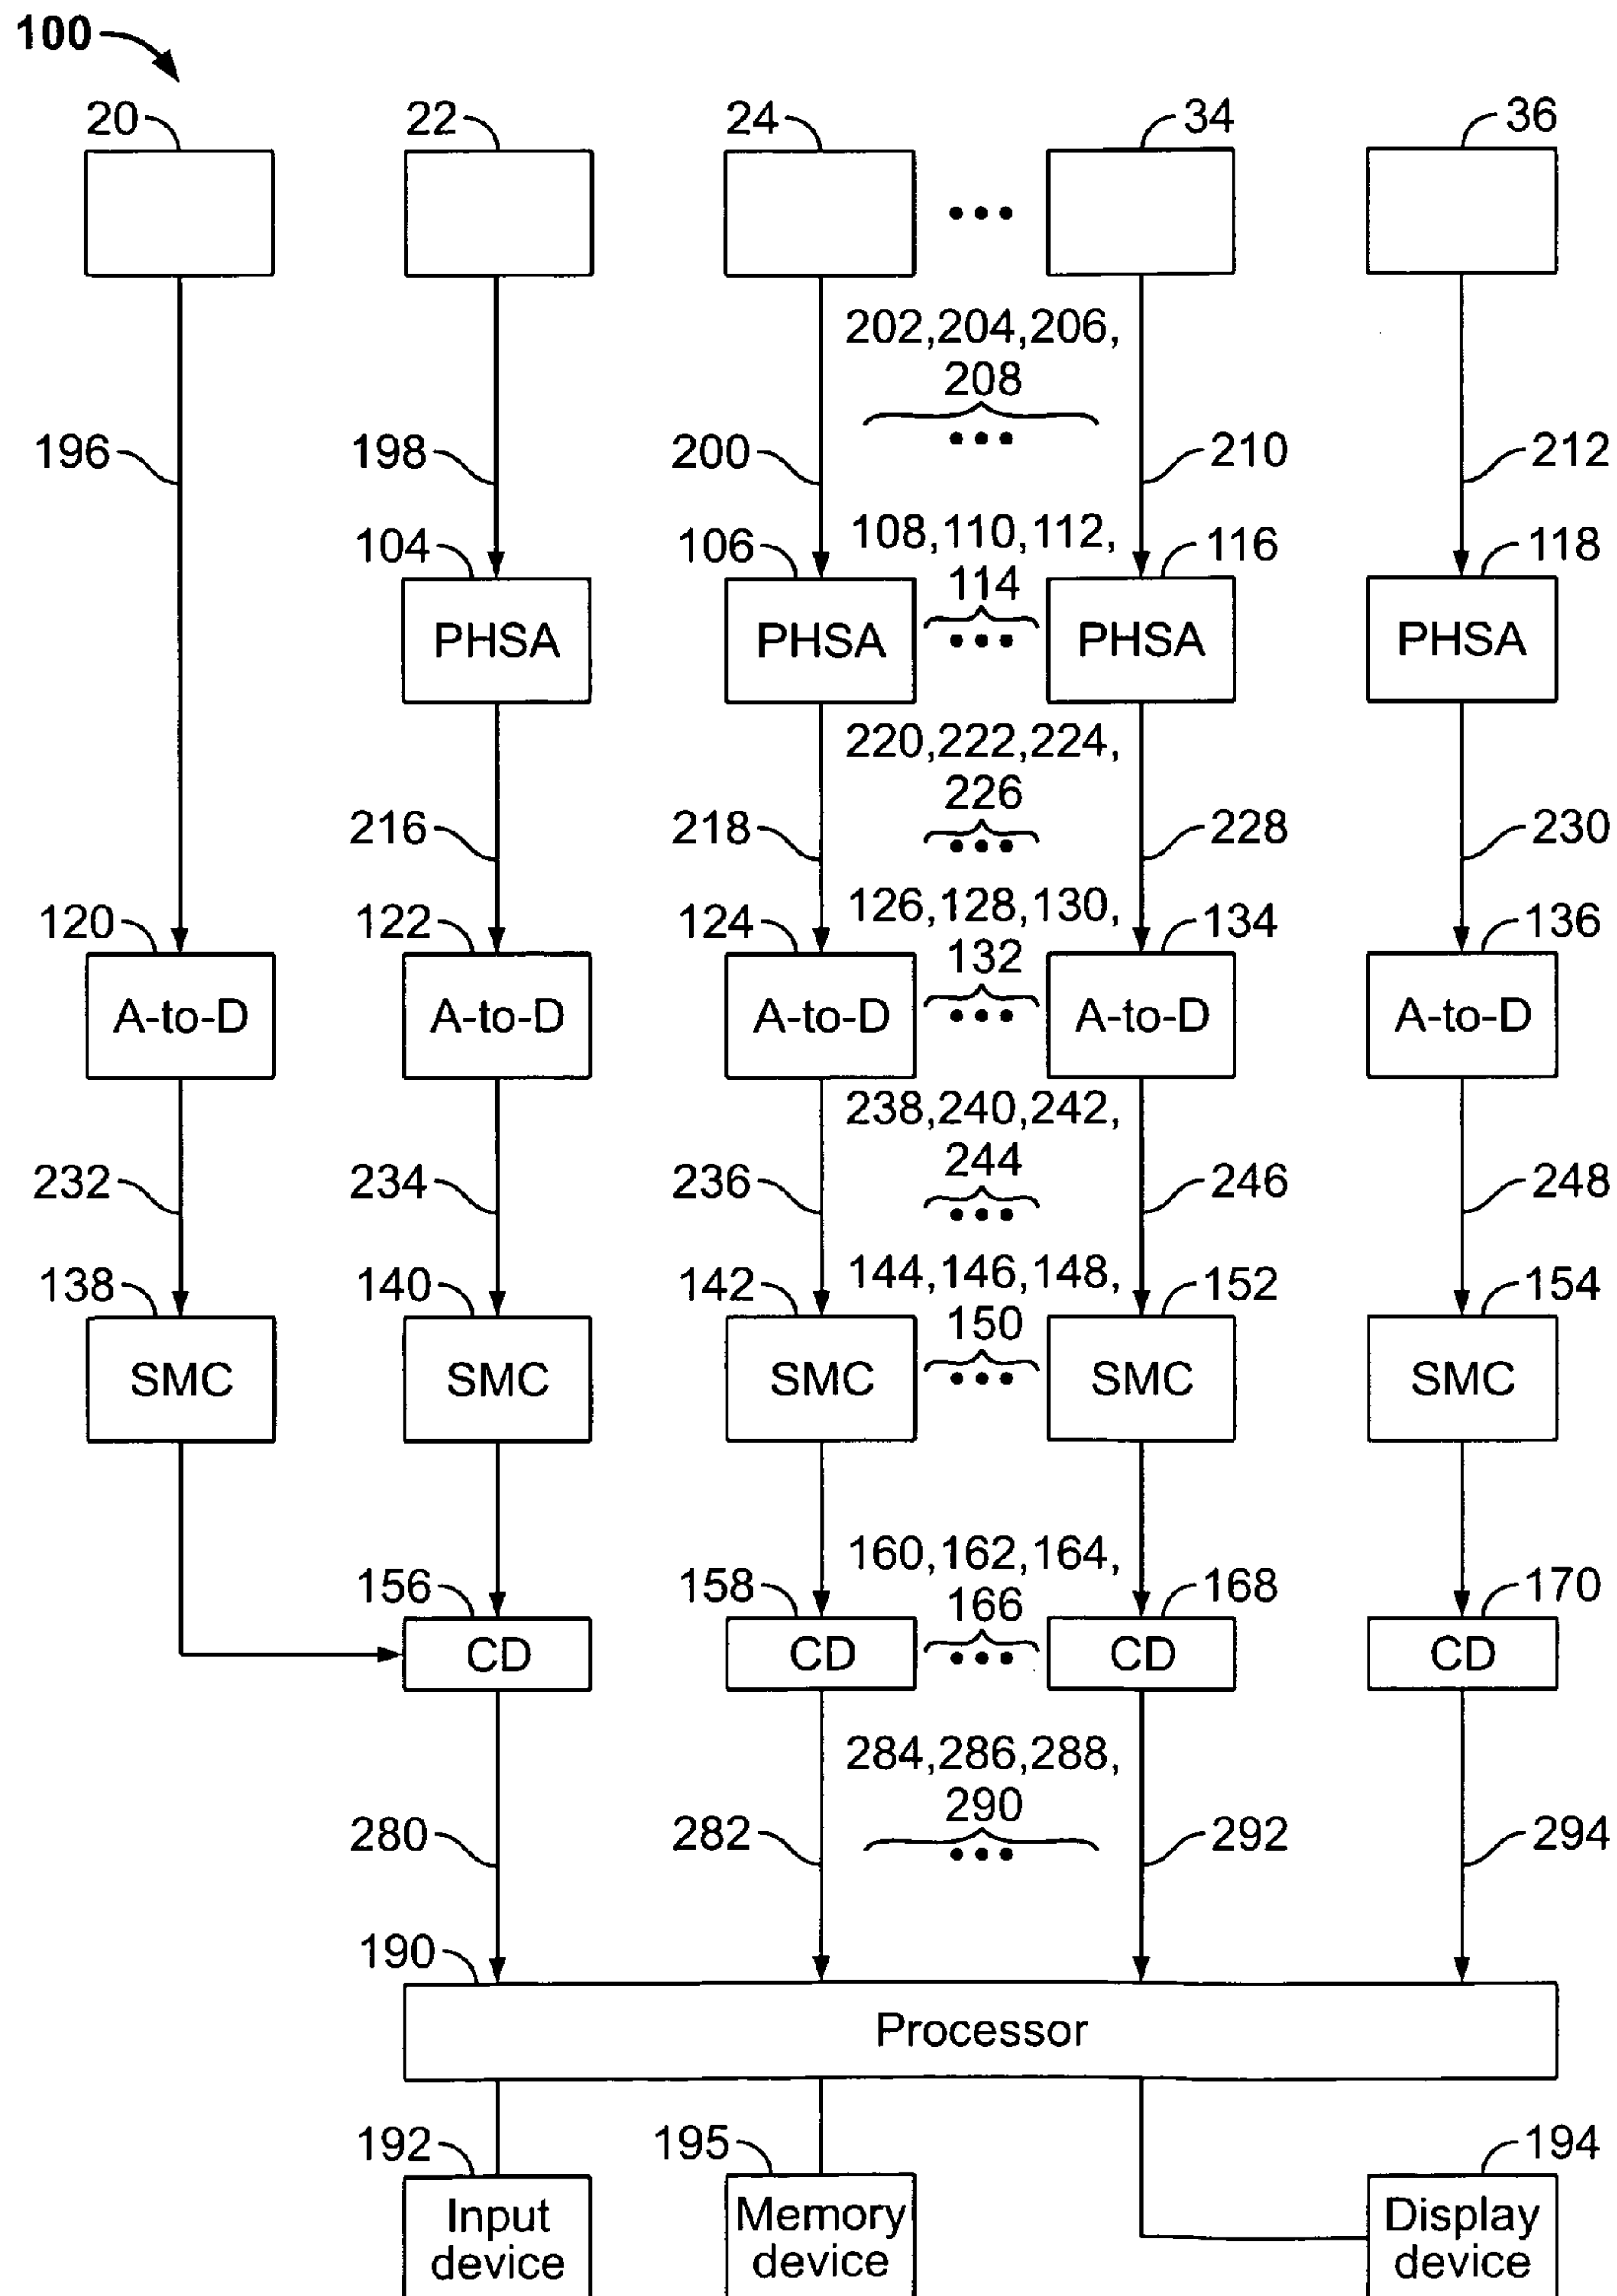 100
20 22 24 34 36
202,204,206,
208
196 198 200 210 212
108,110,112,
104 106 114 116 118
PHSA PHSA PHSA PHSA
220,222,224,
226
216 218 228 230
126,128,130,
120 122 124 132 134 136
A-to-D A-to-D A-to-D A-to-D A-to-D
238,240,242,
244
232 234 236 246 248
144,146,148,
138 140 142 150 152 154
SMC SMC SMC SMC SMC
160,162,164,
156 158 166 168 170
CD CD CD CD
284,286,288,
290
280 282 292 294
190
Processor
192 195 194
Input Memory Display
device device device